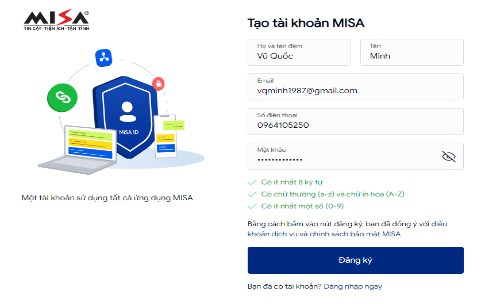 MISA
TIN CẬY-TIỆN ÍCH-TẬN TÌNH
MISA ID
Một tài khoản sử dụng tất cả ứng dụng MISA
Tạo tài khoản MISA
Họ và tên đệm
Vũ Quốc
Tên
Minh
Email
vqminh1987@gmail.com
Số điện thoại
0964105250
Mật khẩu
•••••••••••••
Có ít nhất 8 ký tự
Có chữ thường (a-z) và chữ in hoa (A-Z)
Có ít nhất một số (0-9)
Bằng cách bấm vào nút đăng ký, bạn đã đồng ý với điều
khoản dịch vụ và chính sách bảo mật MISA.
Đăng ký
Bạn đã có tài khoản? Đăng nhập ngay